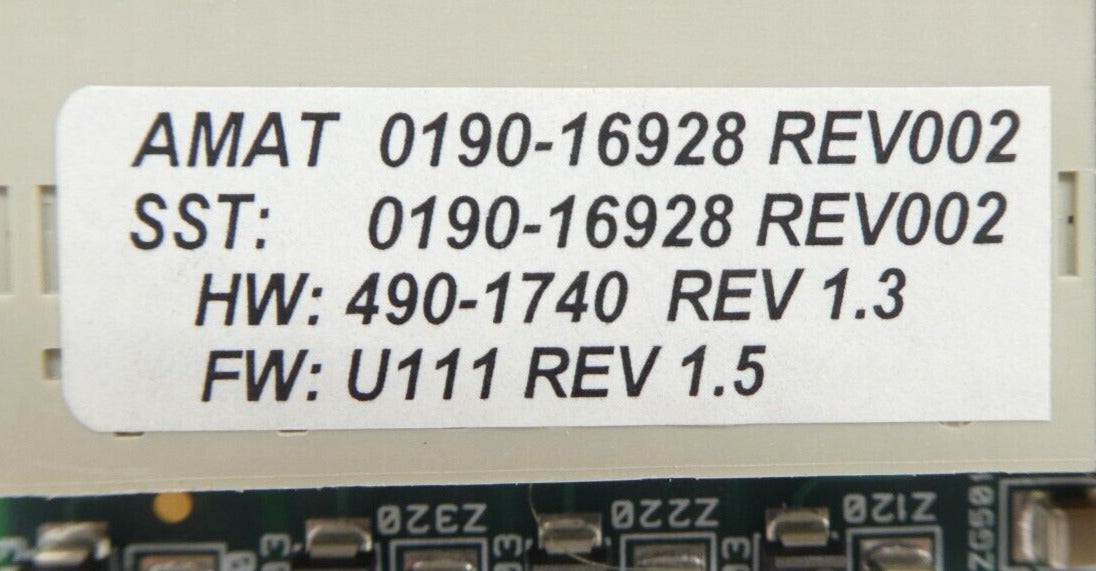 AMAT 0190-16928 REV002
SST: 0190-16928 REV002
HW: 490-1740 REV 1.3
FW: U111 REV 1.5
Z320
Z220
Z120
ZG501